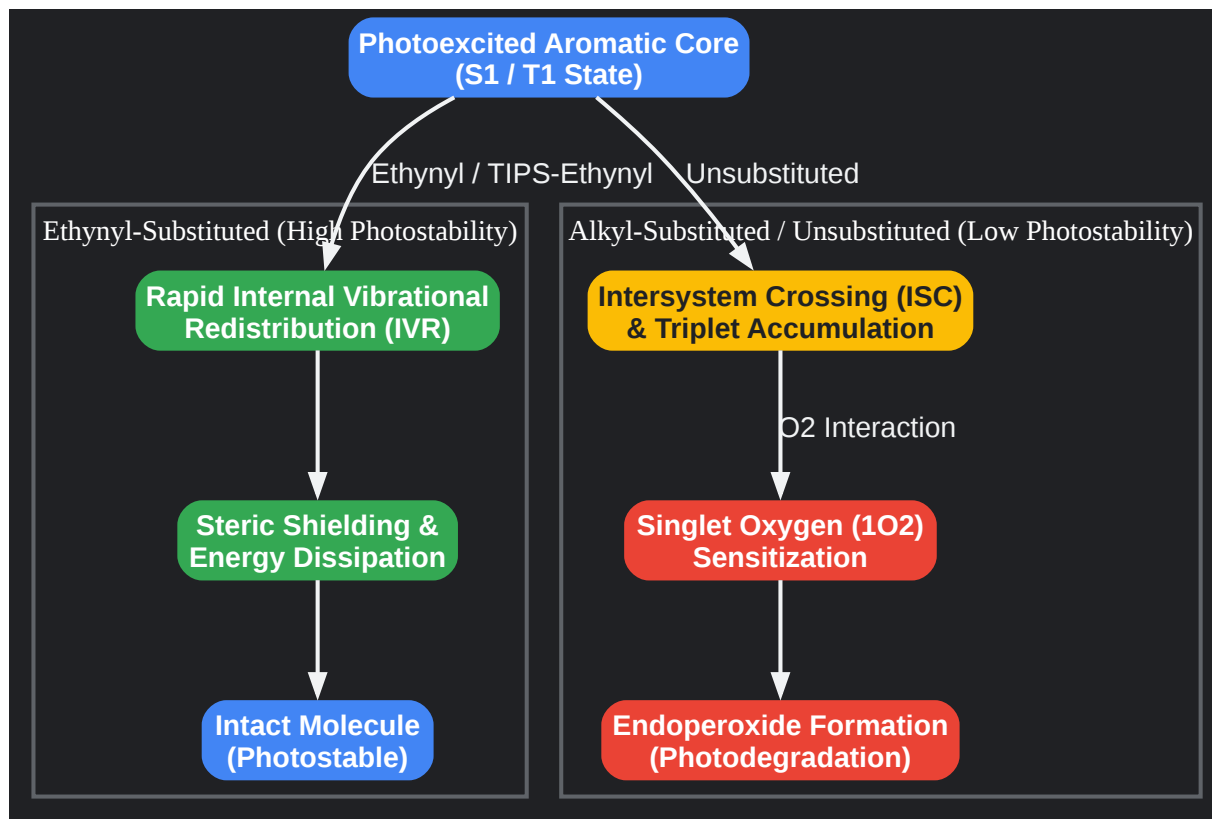 Photoexcited Aromatic Core
(S1 / T1 State)
Ethynyl / TIPS-Ethynyl
Unsubstituted
Ethynyl-Substituted (High Photostability)
Rapid Internal Vibrational
Redistribution (IVR)
Steric Shielding &
Energy Dissipation
Intact Molecule
(Photostable)
Alkyl-Substituted / Unsubstituted (Low Photostability)
Intersystem Crossing (ISC)
& Triplet Accumulation
O2 Interaction
Singlet Oxygen (1O2)
Sensitization
Endoperoxide Formation
(Photodegradation)